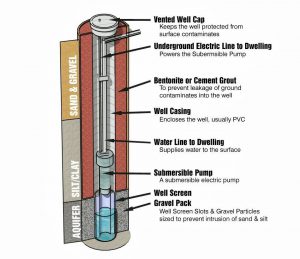 Vented Well Cap
Keeps the well protected from
surface contaminates
Underground Electric Line to Dwelling
Powers the Submersible Pump
Bentonite or Cement Grout
To prevent leakage of ground
contaminates into the well
Well Casing
Encloses the well, usually PVC
Water Line to Dwelling
Supplies water to the surface
Submersible Pump
A submersible electric pump
Well Screen
Gravel Pack
Well Screen Slots & Gravel Particles
sized to prevent intrusion of sand & silt
SAND & GRAVEL
SILT/CLAY
AQUIFER